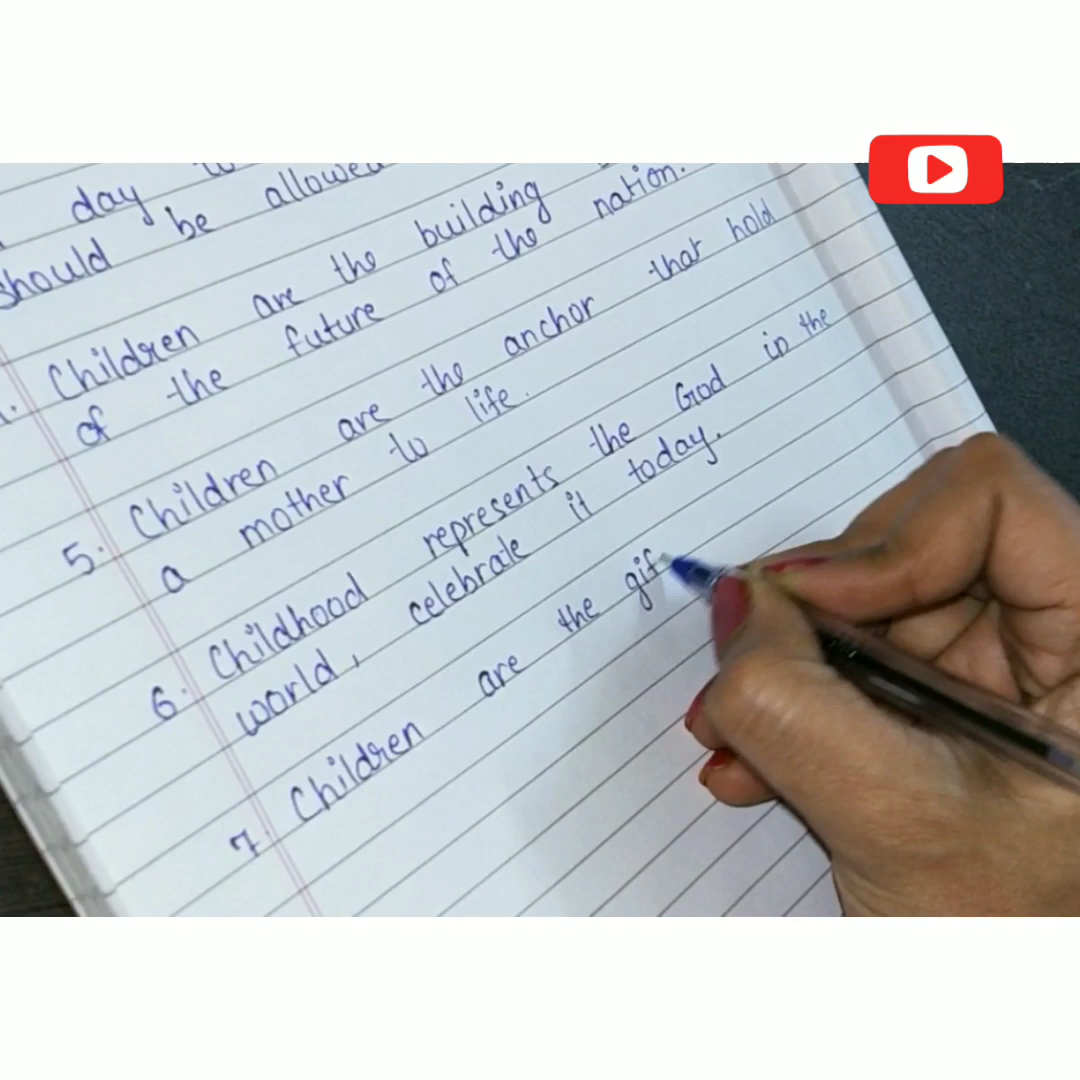 day
should be allowed
Children are the building
of the future of the nation.
5. Children are the anchor that hold
a mother to life.
6. Childhood represents the God in the
world, celebrate it today.
7. Children are the gif